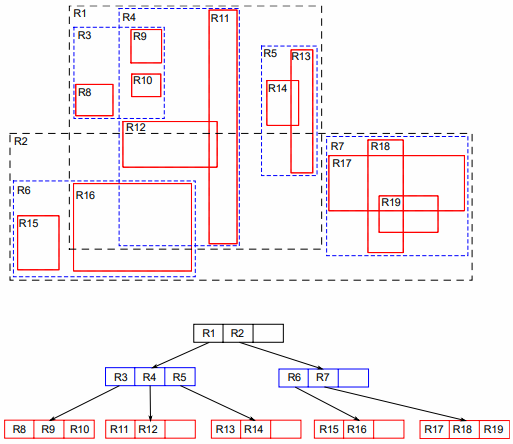 R1
R4
R11
R3
R9
R5
R13
R10
R8
R14
R12
R2
R7
R18
R17
R6
R16
R19
R15
R1 R2
R3 R4 R5
R6 R7
R8 R9 R10
R11 R12
R13 R14
R15 R16
R17 R18 R19